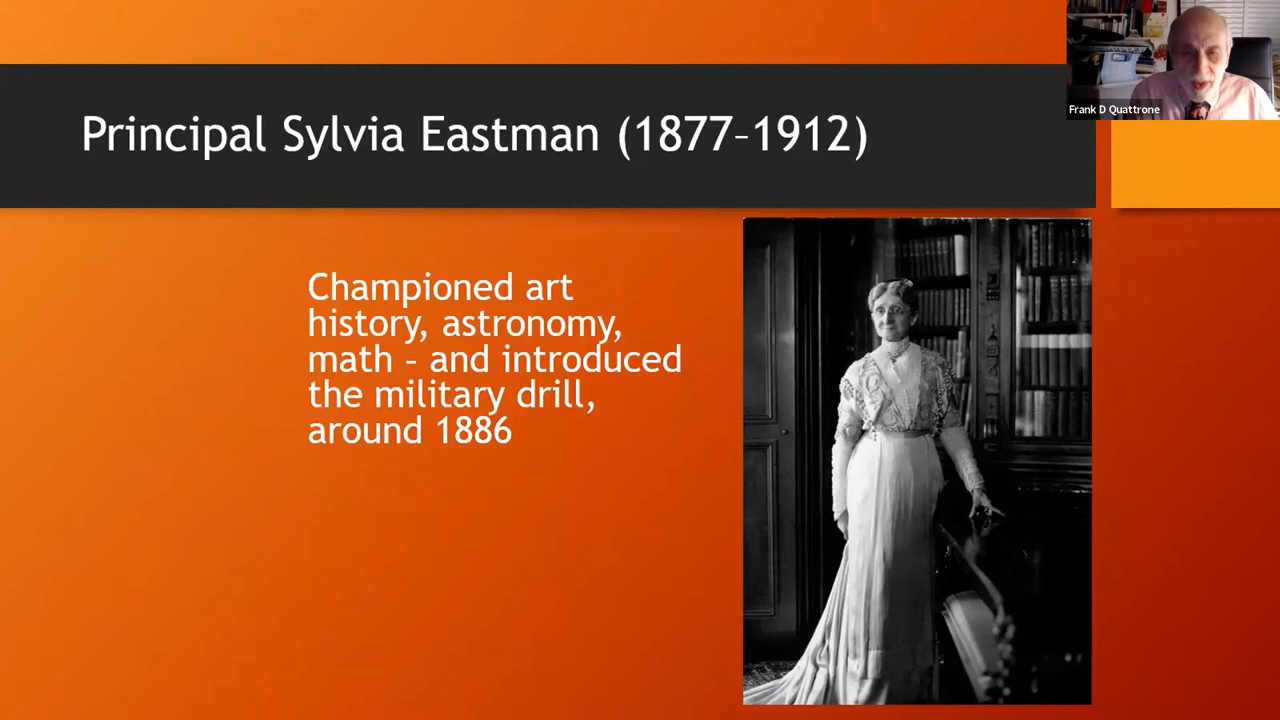 Principal Sylvia Eastman (1877–1912)
Frank D Quattrone
Championed art
history, astronomy,
math – and introduced
the military drill,
around 1886